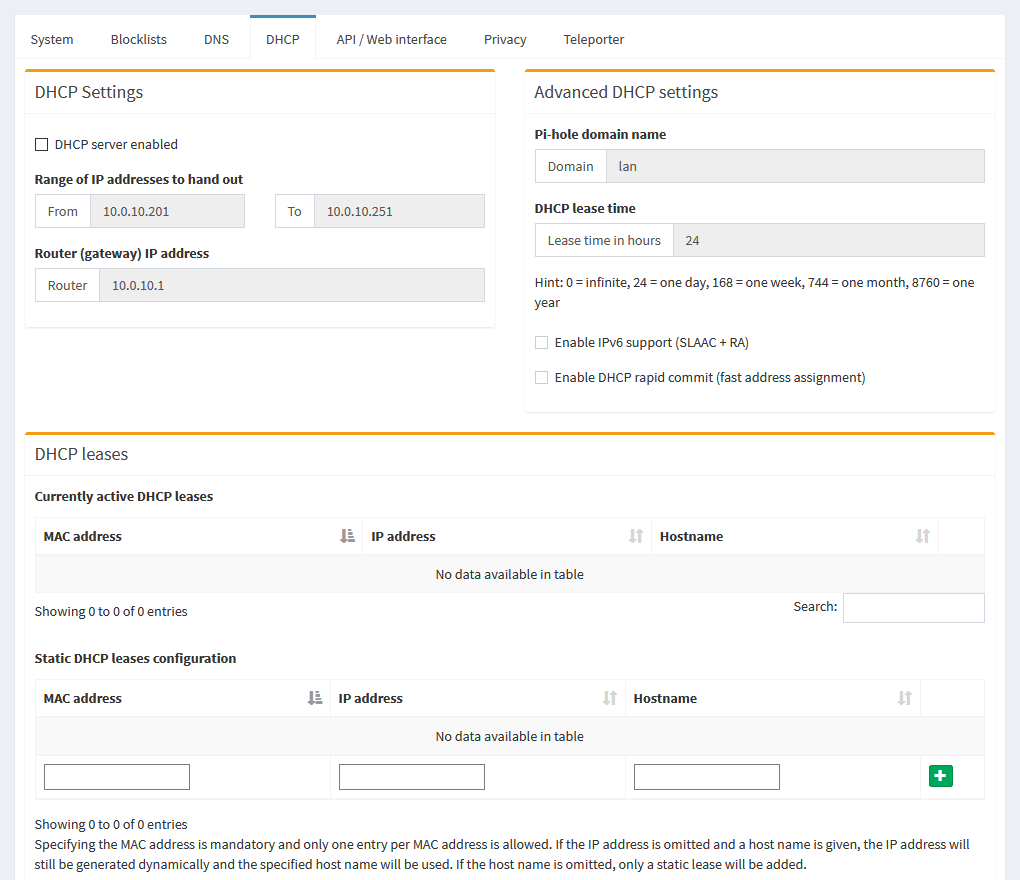 System Blocklists DNS DHCP API / Web interface Privacy Teleporter
DHCP Settings
DHCP server enabled
Range of IP addresses to hand out
From 10.0.10.201 To 10.0.10.251
Router (gateway) IP address
Router 10.0.10.1
Advanced DHCP settings
Pi-hole domain name
Domain lan
DHCP lease time
Lease time in hours 24
Hint: 0 = infinite, 24 = one day, 168 = one week, 744 = one month, 8760 = one
year
Enable IPv6 support (SLAAC + RA)
Enable DHCP rapid commit (fast address assignment)
DHCP leases
Currently active DHCP leases
MAC address IP address Hostname
No data available in table
Showing 0 to 0 of 0 entries Search:
Static DHCP leases configuration
MAC address IP address Hostname
No data available in table
Showing 0 to 0 of 0 entries
Specifying the MAC address is mandatory and only one entry per MAC address is allowed. If the IP address is omitted and a host name is given, the IP address will
still be generated dynamically and the specified host name will be used. If the host name is omitted, only a static lease will be added.